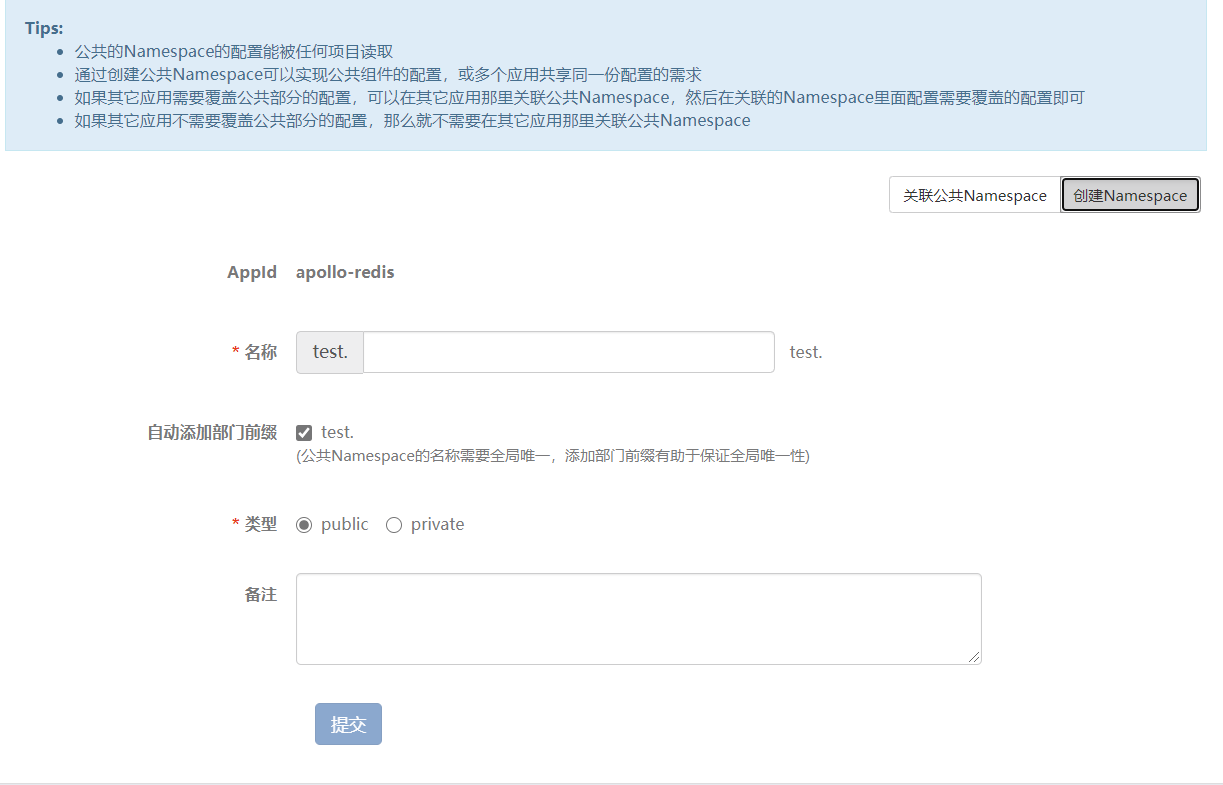 Tips:
公共的Namespace的配置能被任何项目读取
通过创建公共Namespace可以实现公共组件的配置，或多个应用共享同一份配置的需求
如果其它应用需要覆盖公共部分的配置，可以在其它应用那里关联公共Namespace，然后在关联的Namespace里面配置需要覆盖的配置即可
如果其它应用不需要覆盖公共部分的配置，那么就不需要在其它应用那里关联公共Namespace
关联公共Namespace 创建Namespace
AppId apollo-redis
* 名称 test. test.
自动添加部门前缀 test.
(公共Namespace的名称需要全局唯一，添加部门前缀有助于保证全局唯一性)
* 类型 public private
备注
提交